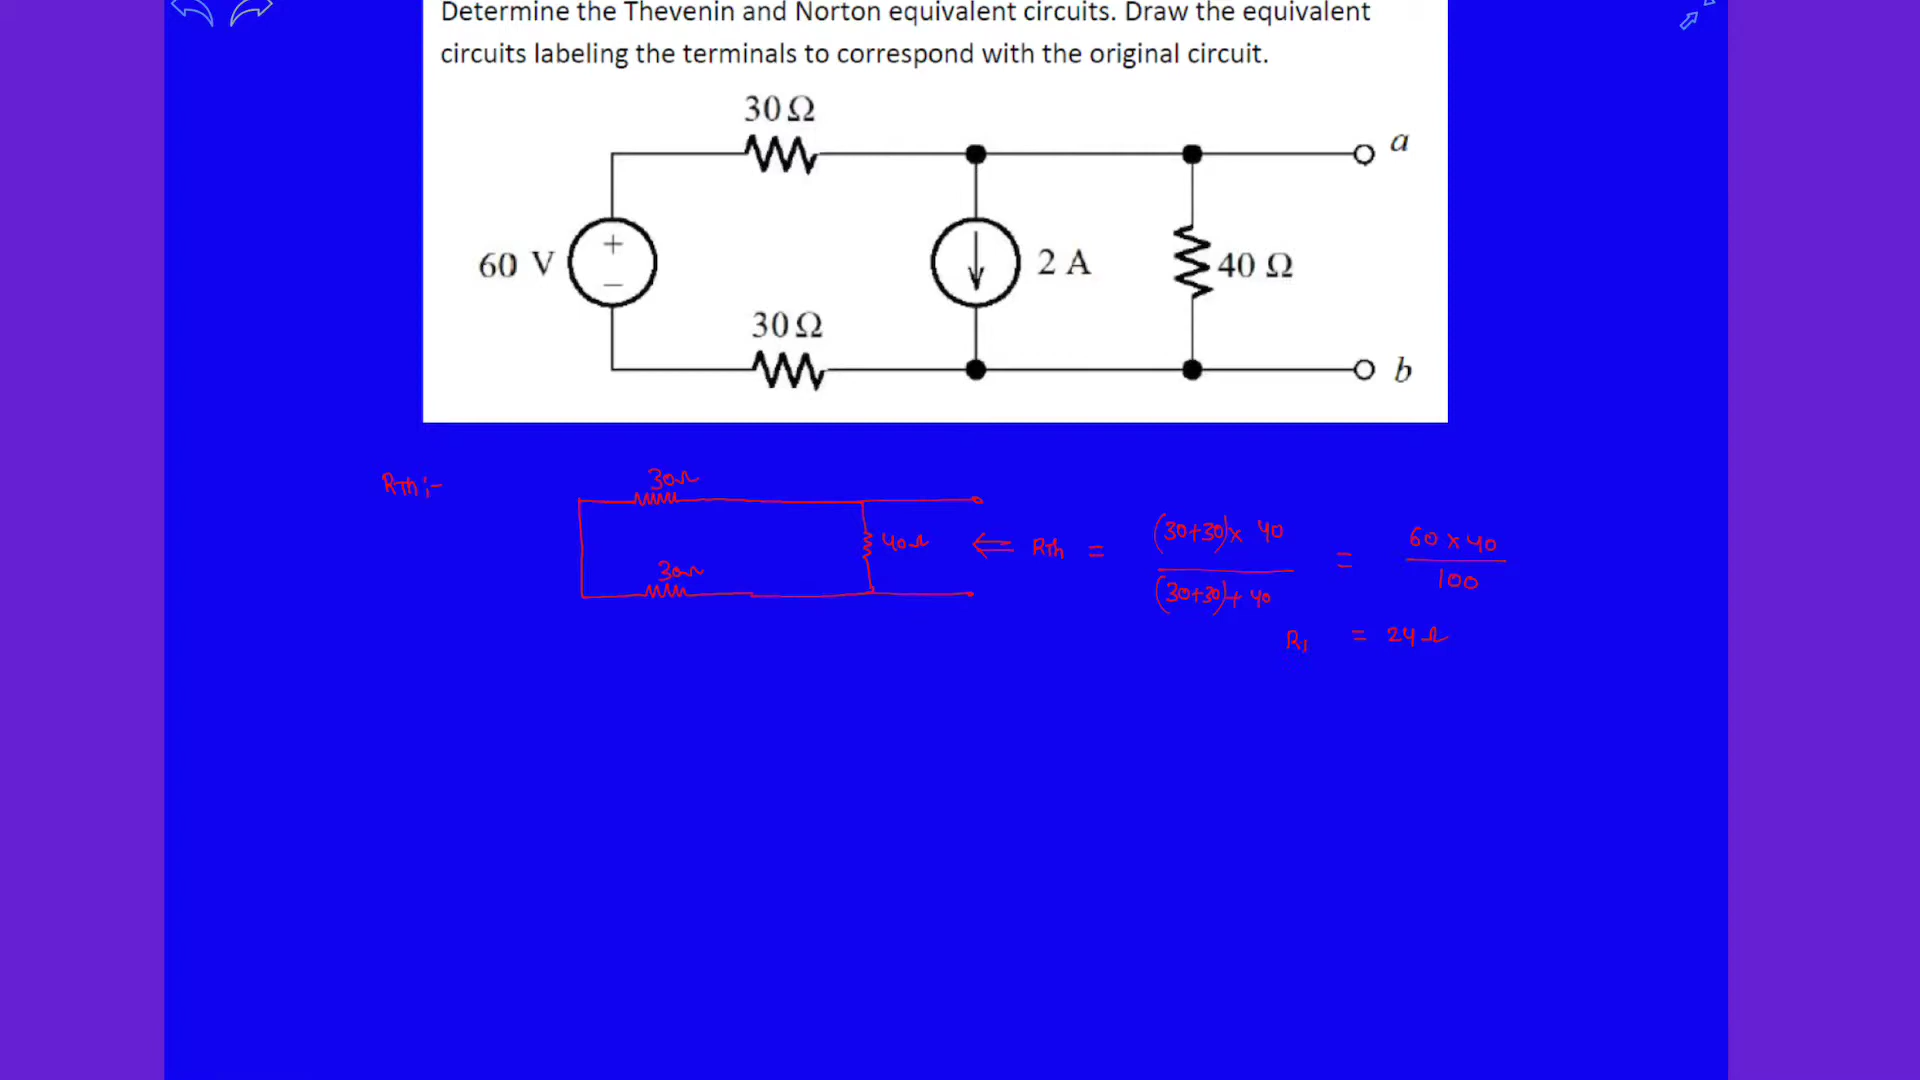 Determine the Thevenin and Norton equivalent circuits. Draw the equivalent
circuits labeling the terminals to correspond with the original circuit.
30 Ω
a
60 V
+
−
2 A
40 Ω
30 Ω
b
Rth :-
30Ω
40Ω
30Ω
⇐ Rth = (30+30)x 40 / (30+30)+ 40 = 60 x 40 / 100
R1 = 24 Ω